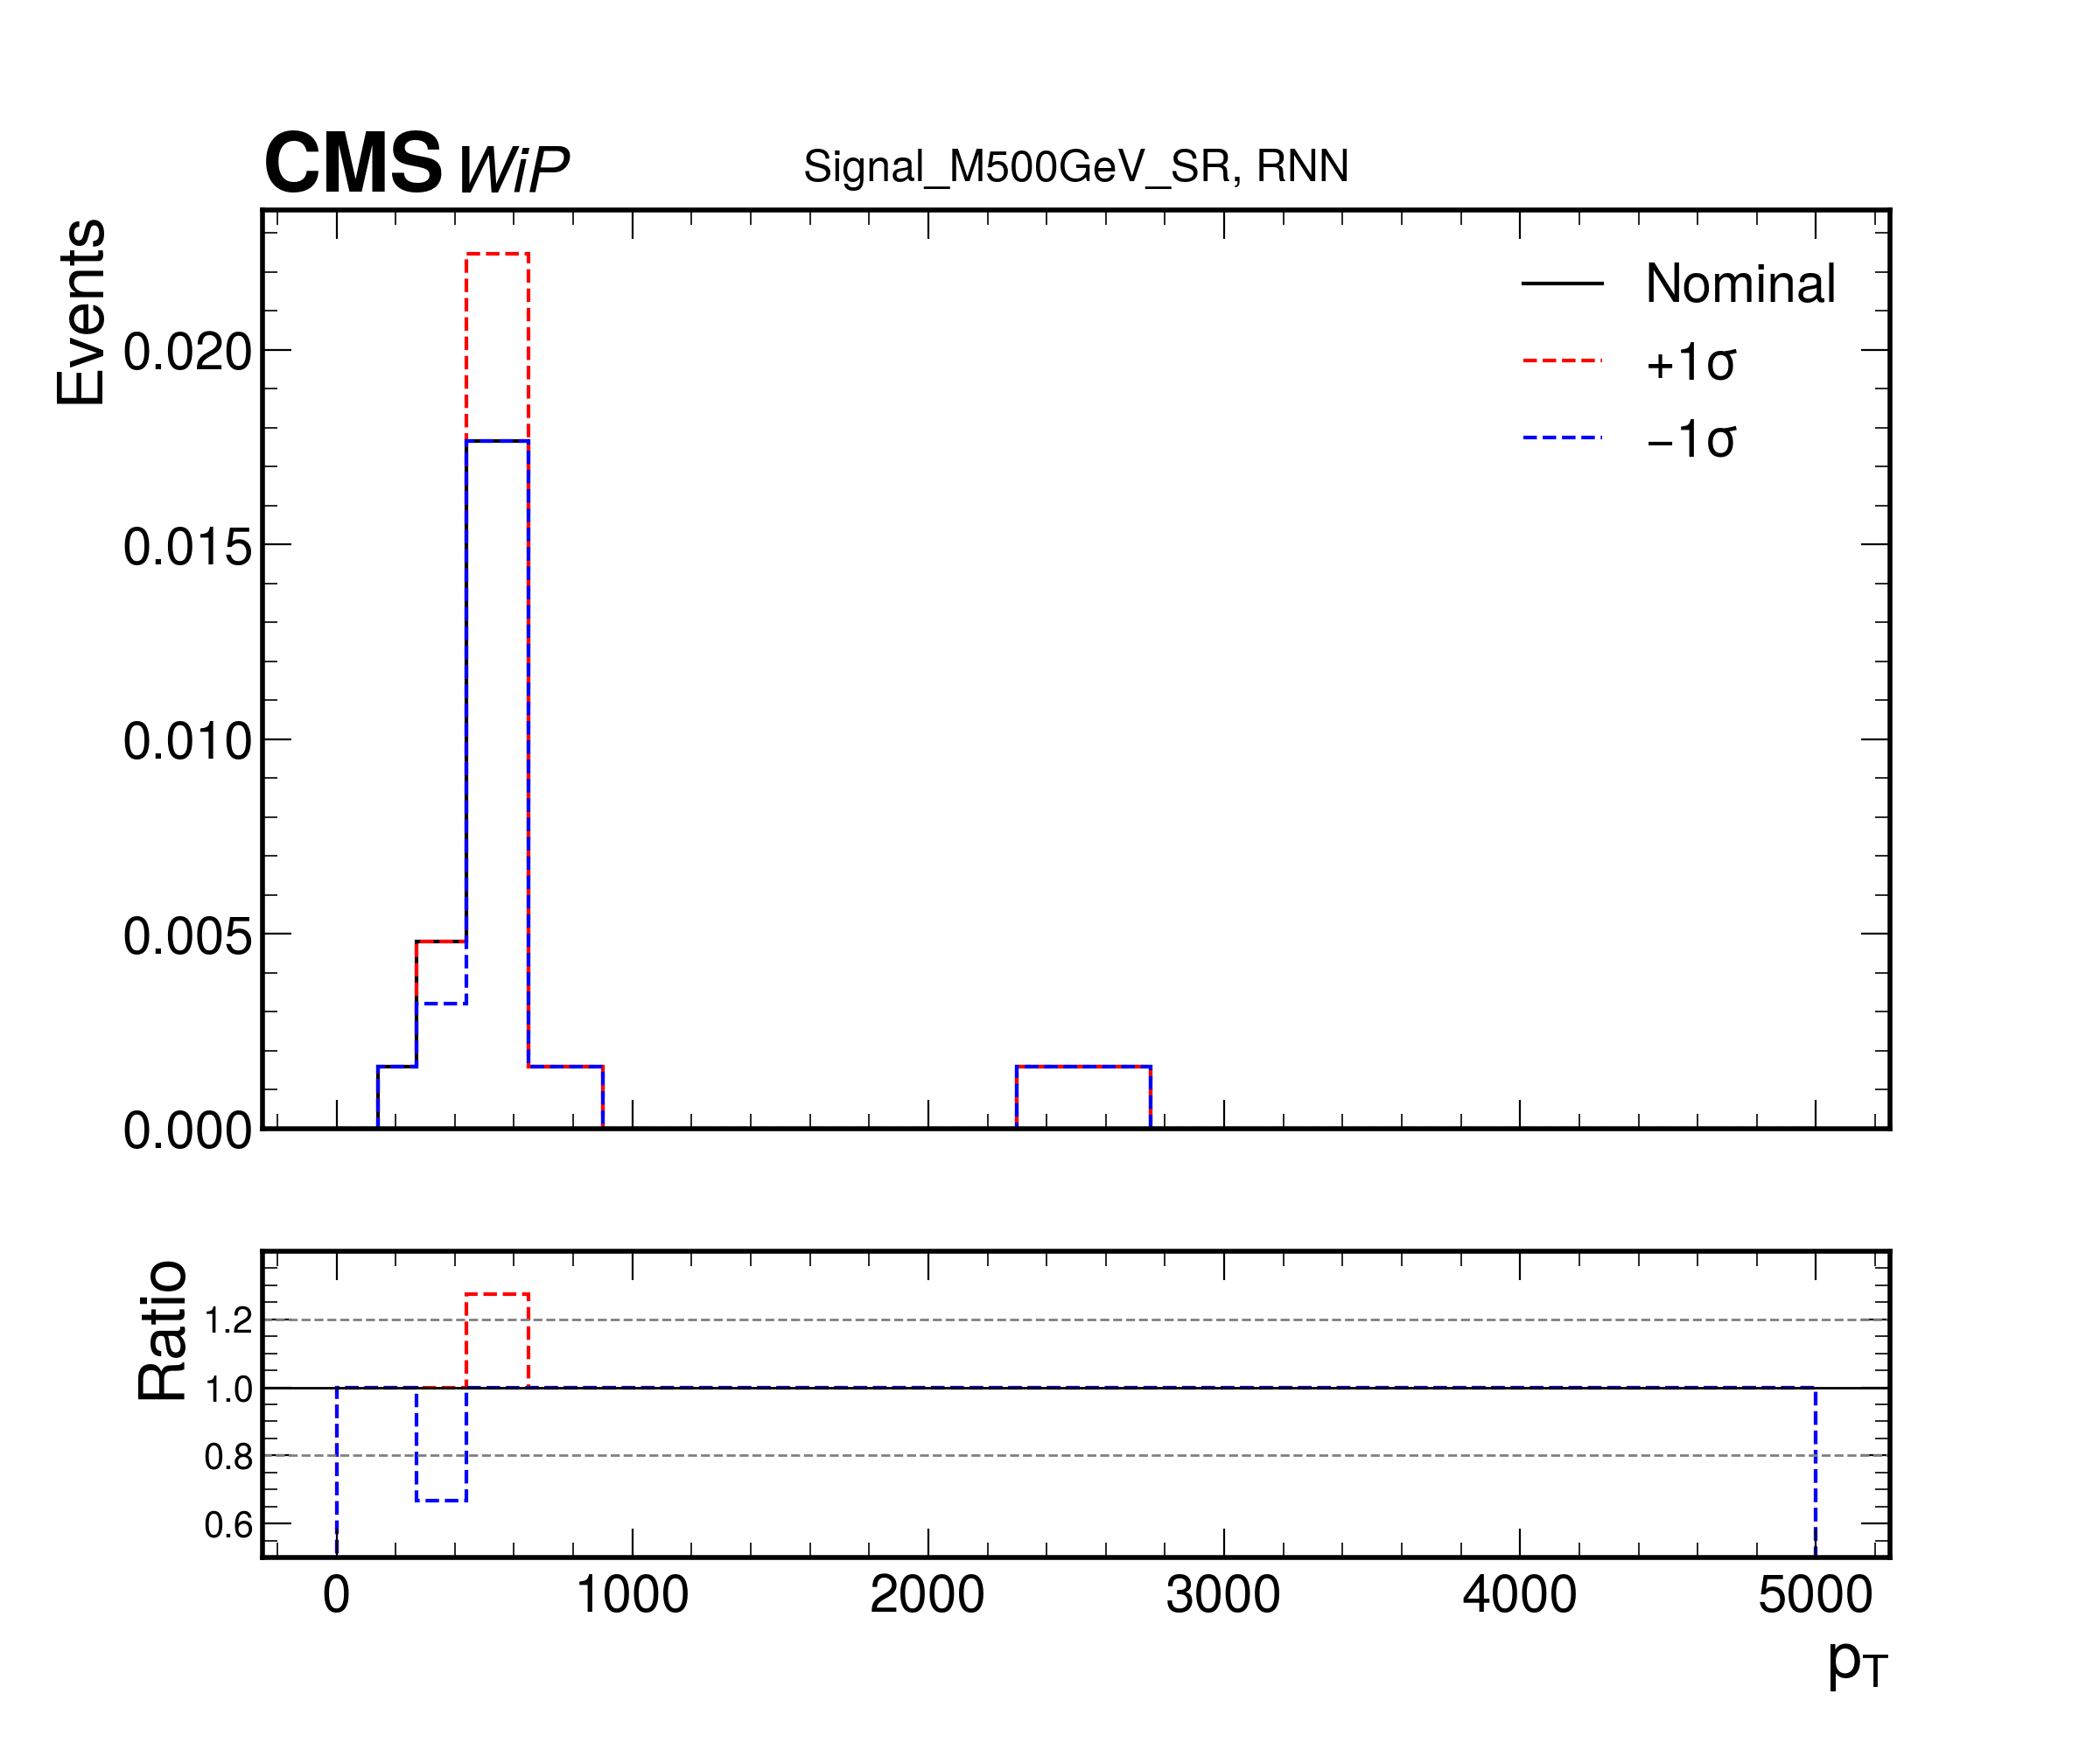 CMS WiP
Signal_M500GeV_SR, RNN
Events
0.020
0.015
0.010
0.005
0.000
Nominal
+1σ
−1σ
Ratio
1.2
1.0
0.8
0.6
0 1000 2000 3000 4000 5000
pT